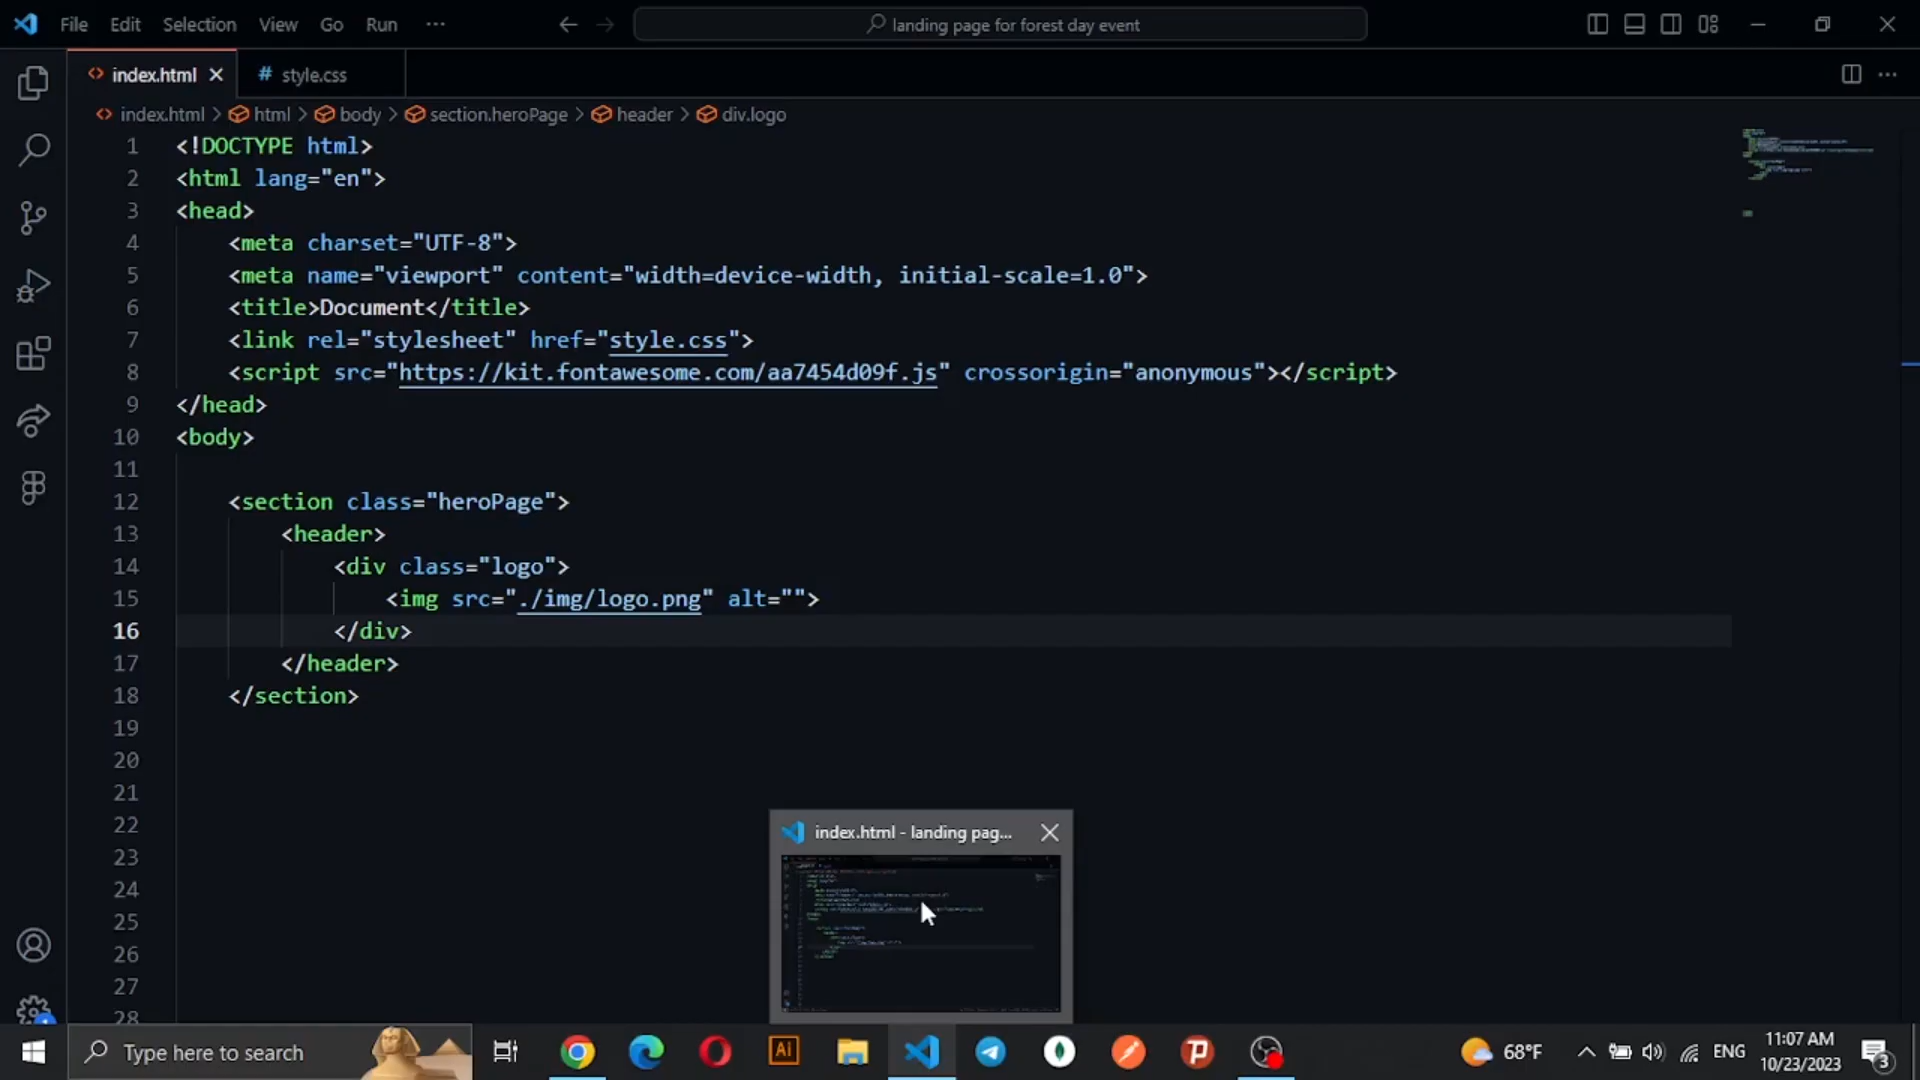 File Edit Selection View Go Run ···
landing page for forest day event
index.html
# style.css
index.html > html > body > section.heroPage > header > div.logo
1 <!DOCTYPE html>
2 <html lang="en">
3 <head>
4 <meta charset="UTF-8">
5 <meta name="viewport" content="width=device-width, initial-scale=1.0">
6 <title>Document</title>
7 <link rel="stylesheet" href="style.css">
8 <script src="https://kit.fontawesome.com/aa7454d09f.js" crossorigin="anonymous"></script>
9 </head>
10 <body>
11
12 <section class="heroPage">
13 <header>
14 <div class="logo">
15 <img src="./img/logo.png" alt="">
16 </div>
17 </header>
18 </section>
19
20
21
22
23
24
25
26
27
28
index.html - landing pag...
Type here to search
Ai
68°F
ENG
11:07 AM
10/23/2023
3